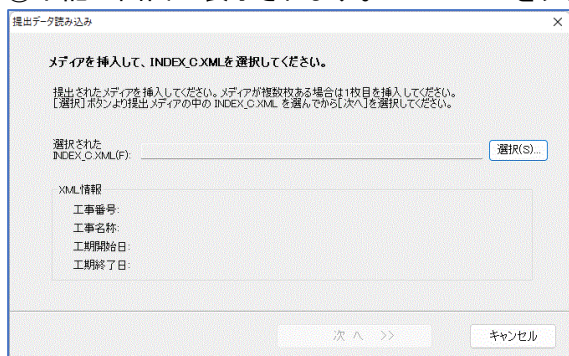 提出データ読み込み
メディアを挿入して、INDEX_C.XMLを選択してください。
提出されたメディアを挿入してください。メディアが複数枚ある場合は1枚目を挿入してください。
[選択]ボタンより提出メディアの中の INDEX_C.XML を選んでから[次へ]を選択してください。
選択された
INDEX_C.XML(F):
選択(S)...
XML情報
工事番号:
工事名称:
工期開始日:
工期終了日:
次 へ >>
キャンセル